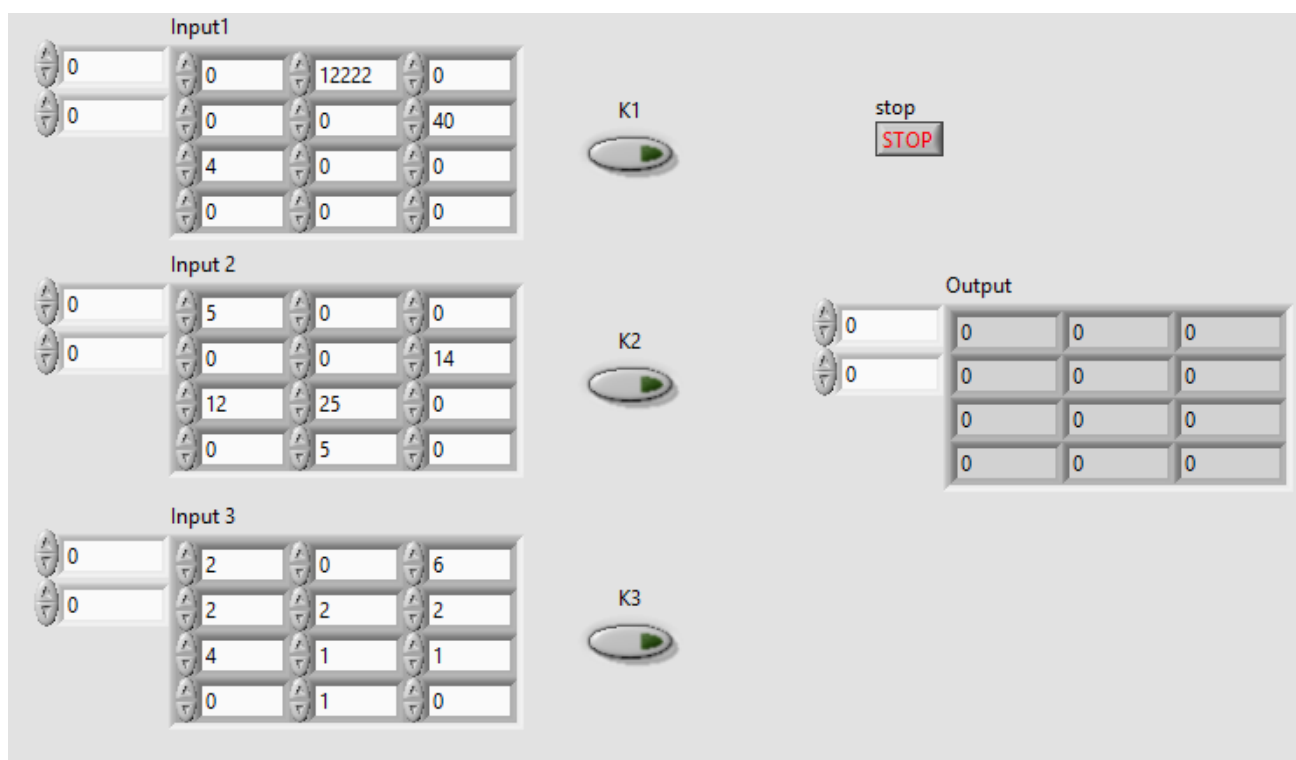 Input1
0 0 12222 0
0 0 0 40
4 0 0
0 0 0
K1
stop
STOP
Input 2
0 5 0 0
0 0 0 14
12 25 0
0 5 0
K2
Output
0 0 0 0
0 0 0 0
0 0 0
0 0 0
Input 3
0 2 0 6
0 2 2 2
4 1 1
0 1 0
K3